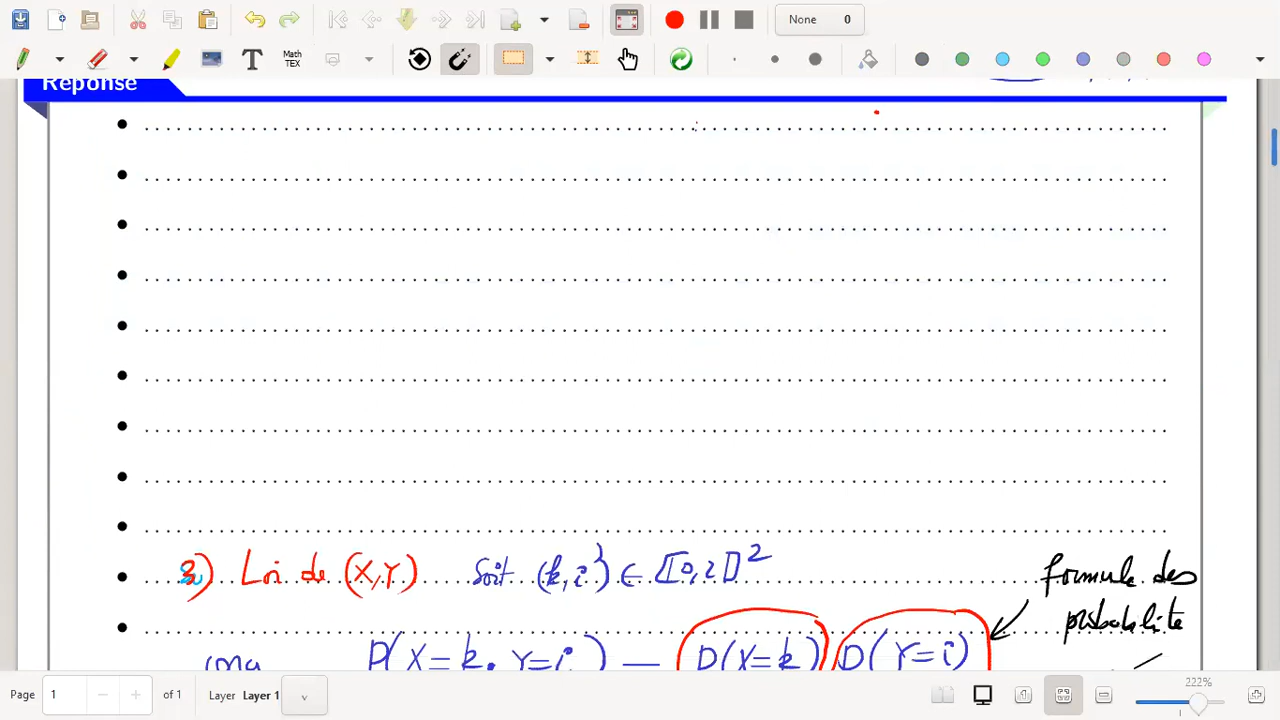 None 0
Math
TEX
Réponse
3) Loi de (X,Y) Soit (k,i) ∈ ⟦0,2⟧²
formule des
probabilité
ona P(X=k, Y=i) = P(X=k) P(Y=i)
Page 1 of 1 Layer Layer 1 222%